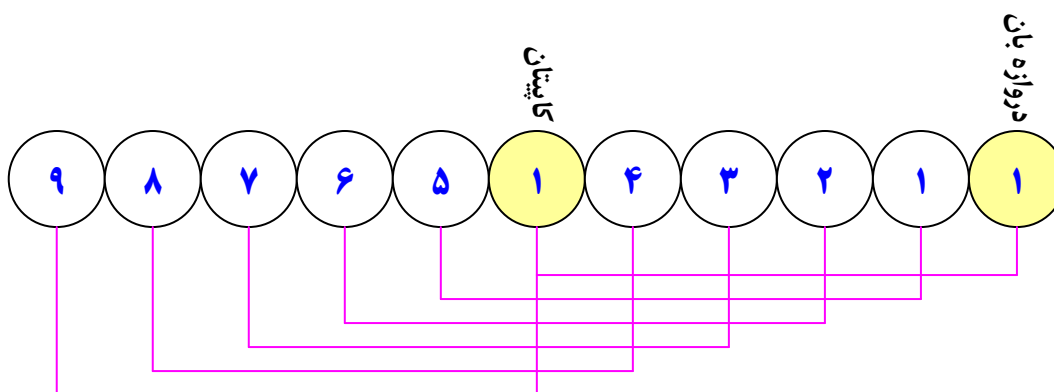 دروازه بان
کاپیتان
۱ ۱ ۲ ۳ ۴ ۱ ۵ ۶ ۷ ۸ ۹